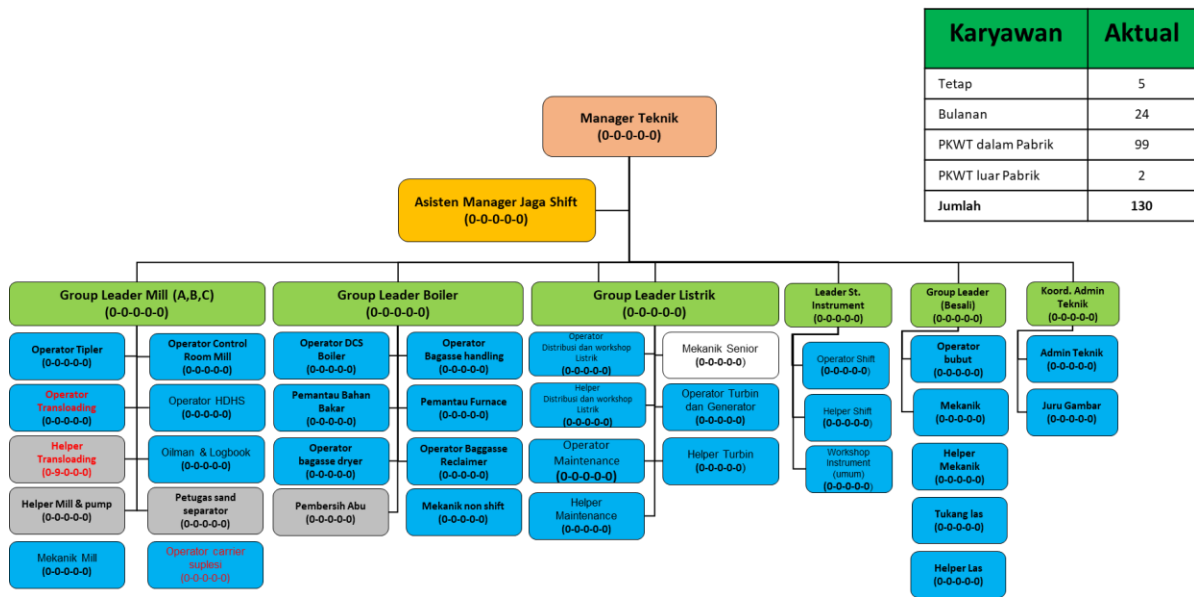 Karyawan Aktual
Tetap 5
Bulanan 24
PKWT dalam Pabrik 99
PKWT luar Pabrik 2
Jumlah 130
Manager Teknik
(0-0-0-0-0)
Asisten Manager Jaga Shift
(0-0-0-0-0)
Group Leader Mill (A,B,C)
(0-0-0-0-0)
Operator Tipler
(0-0-0-0-0)
Operator
Transloading
(0-0-0-0-0)
Helper
Transloading
(0-9-0-0-0)
Helper Mill & pump
(0-0-0-0-0)
Mekanik Mill
(0-0-0-0-0)
Operator Control
Room Mill
(0-0-0-0-0)
Operator HDHS
(0-0-0-0-0)
Oilman & Logbook
(0-0-0-0-0)
Petugas sand
separator
(0-0-0-0-0)
Operator carrier
suplesi
(0-0-0-0-0)
Group Leader Boiler
(0-0-0-0-0)
Operator DCS
Boiler
(0-0-0-0-0)
Pemantau Bahan
Bakar
(0-0-0-0-0)
Operator
bagasse dryer
(0-0-0-0-0)
Pembersih Abu
(0-0-0-0-0)
Operator
Bagasse handling
(0-0-0-0-0)
Pemantau Furnace
(0-0-0-0-0)
Operator Baggasse
Reclaimer
(0-0-0-0-0)
Mekanik non shift
(0-0-0-0-0)
Group Leader Listrik
(0-0-0-0-0)
Operator
Distribusi dan workshop
Listrik
(0-0-0-0-0)
Helper
Distribusi dan workshop
Listrik
(0-0-0-0-0)
Operator
Maintenance
(0-0-0-0-0)
Helper
Maintenance
(0-0-0-0-0)
Mekanik Senior
(0-0-0-0-0)
Operator Turbin
dan Generator
(0-0-0-0-0)
Helper Turbin
(0-0-0-0-0)
Leader St.
Instrument
(0-0-0-0-0)
Operator Shift
(0-0-0-0-0)
Helper Shift
(0-0-0-0-0)
Workshop
instrument
(umum)
(0-0-0-0-0)
Group Leader
(Besali)
(0-0-0-0-0)
Operator
bubut
(0-0-0-0-0)
Mekanik
(0-0-0-0-0)
Helper
Mekanik
(0-0-0-0-0)
Tukang las
(0-0-0-0-0)
Helper Las
(0-0-0-0-0)
Koord. Admin
Teknik
(0-0-0-0-0)
Admin Teknik
(0-0-0-0-0)
Juru Gambar
(0-0-0-0-0)